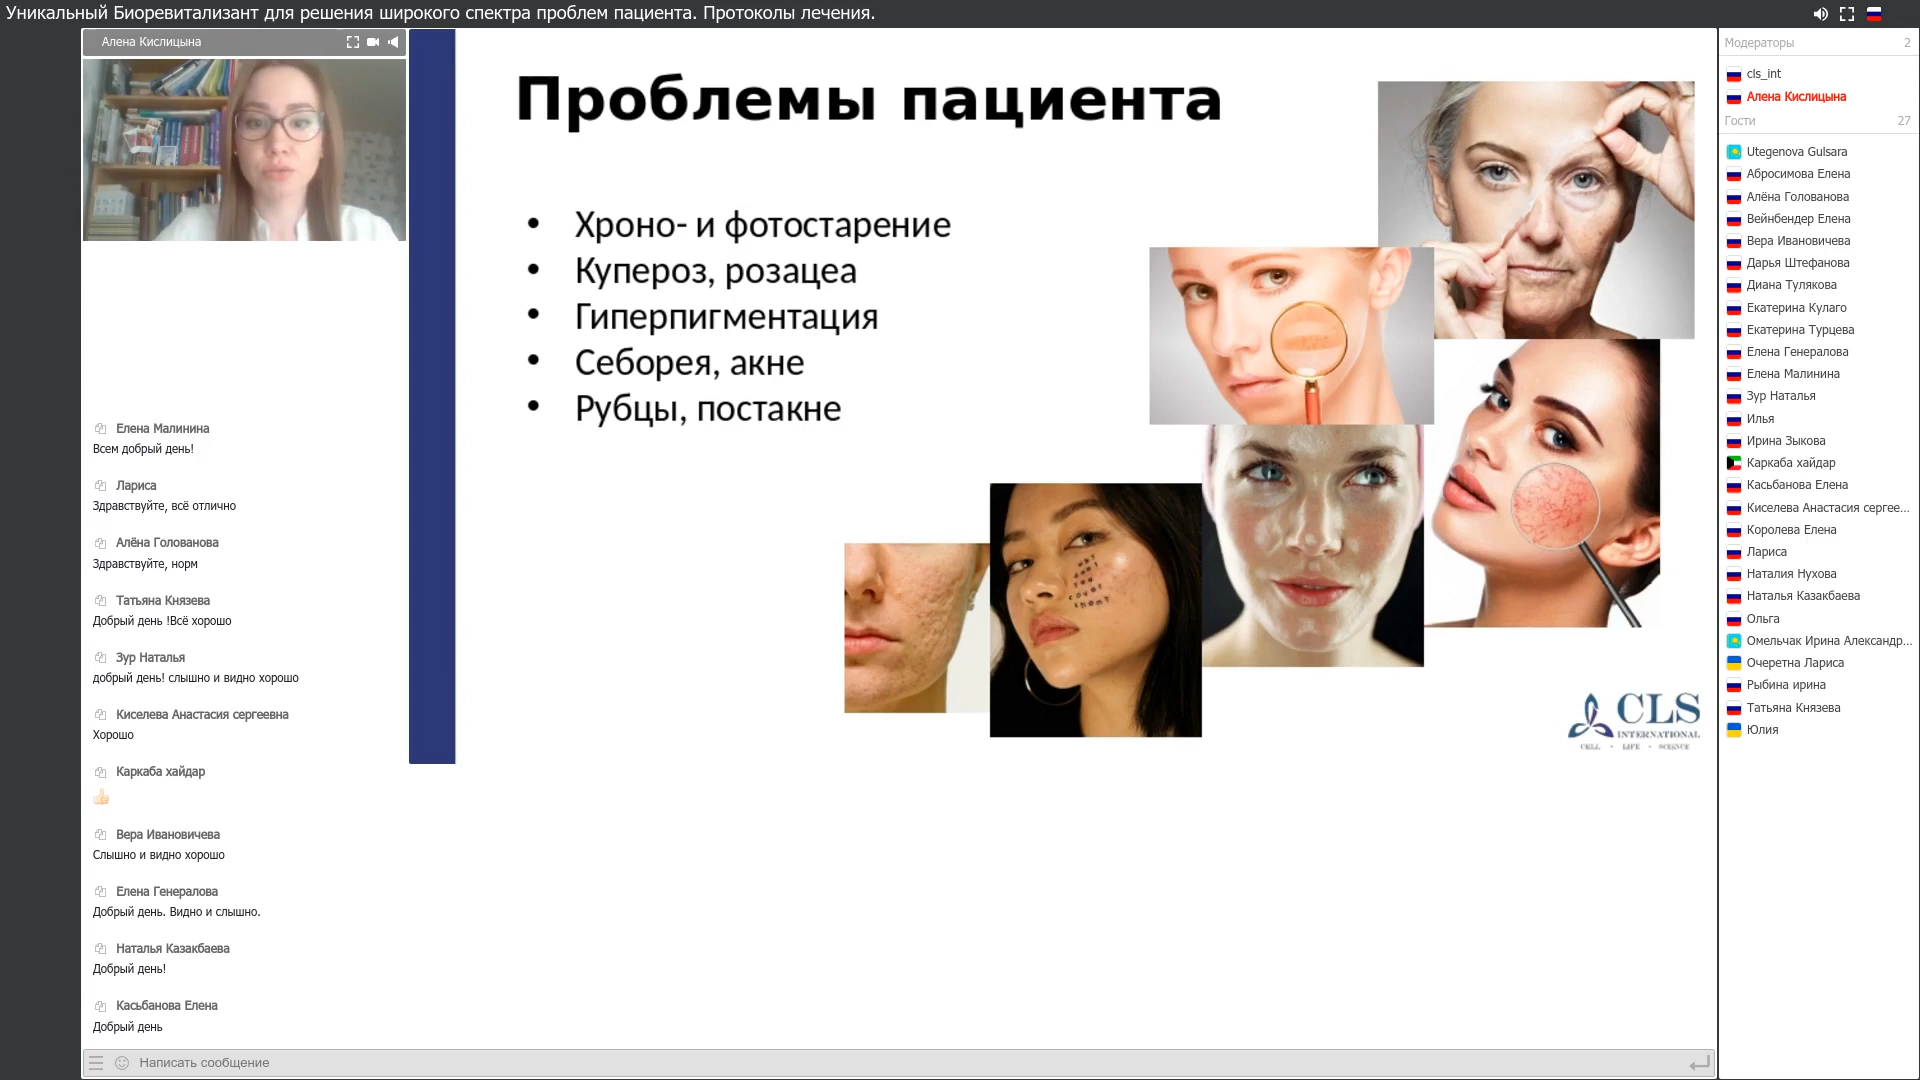 Уникальный Биоревитализант для решения широкого спектра проблем пациента. Протоколы лечения.
Алена Кислицына
Елена Малинина
Всем добрый день!
Лариса
Здравствуйте, всё отлично
Алёна Голованова
Здравствуйте, норм
Татьяна Князева
Добрый день !Всё хорошо
Зур Наталья
добрый день! слышно и видно хорошо
Киселева Анастасия сергеевна
Хорошо
Каркаба хайдар
Вера Ивановичева
Слышно и видно хорошо
Елена Генералова
Добрый день. Видно и слышно.
Наталья Казакбаева
Добрый день!
Касьбанова Елена
Добрый день
Написать сообщение
Проблемы пациента
• Хроно- и фотостарение
• Купероз, розацеа
• Гиперпигментация
• Себорея, акне
• Рубцы, постакне
CLS
INTERNATIONAL
CELL • LIFE • SCIENCE
Модераторы 2
cls_int
Алена Кислицына
Гости 27
Utegenova Gulsara
Абросимова Елена
Алёна Голованова
Вейнбендер Елена
Вера Ивановичева
Дарья Штефанова
Диана Тулякова
Екатерина Кулаго
Екатерина Турцева
Елена Генералова
Елена Малинина
Зур Наталья
Илья
Ирина Зыкова
Каркаба хайдар
Касьбанова Елена
Киселева Анастасия сергее...
Королева Елена
Лариса
Наталия Нухова
Наталья Казакбаева
Ольга
Омельчак Ирина Александр...
Очеретна Лариса
Рыбина ирина
Татьяна Князева
Юлия